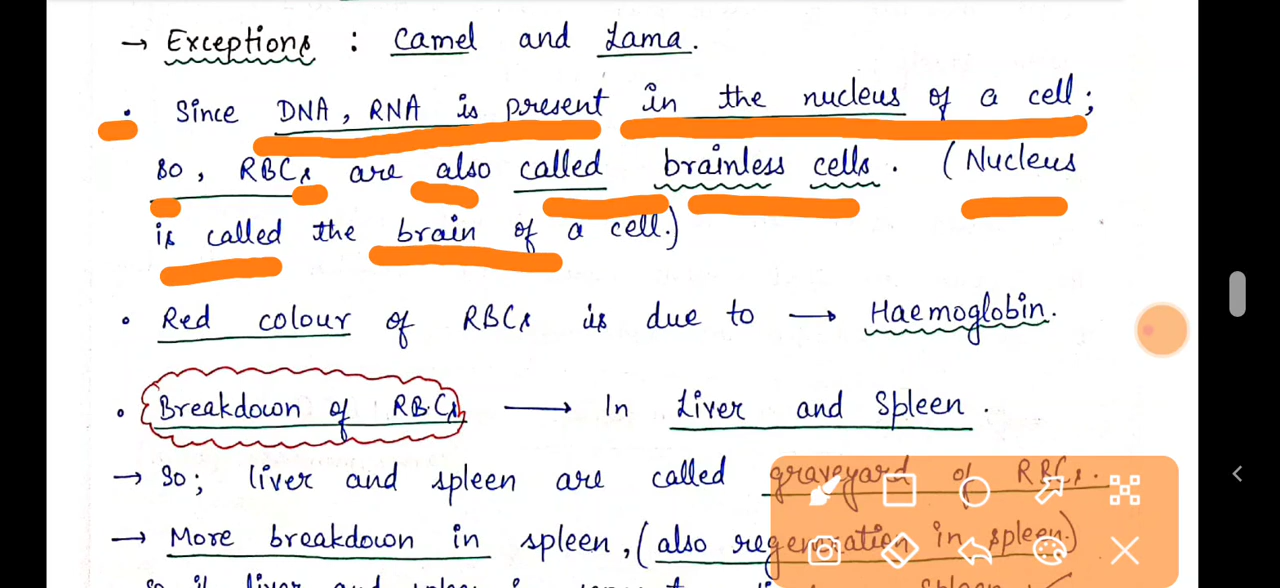 → Exceptions : Camel and Lama.
• Since DNA, RNA is present in the nucleus of a cell;
so, RBCs are also called brainless cells. (Nucleus
is called the brain of a cell.)
• Red colour of RBCs is due to → Haemoglobin.
• Breakdown of R.B.Cs → In Liver and Spleen.
→ So; liver and spleen are called graveyard of RBCs.
→ More breakdown in spleen, (also regeneration in spleen)